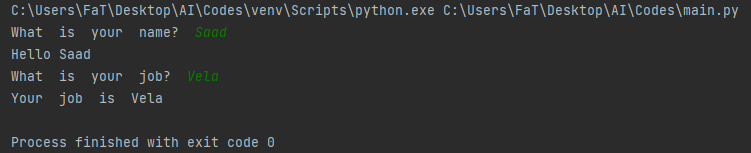 C:\Users\FaT\Desktop\AI\Codes\venv\Scripts\python.exe C:\Users\FaT\Desktop\AI\Codes\main.py
What is your name? Saad
Hello Saad
What is your job? Vela
Your job is Vela
Process finished with exit code 0